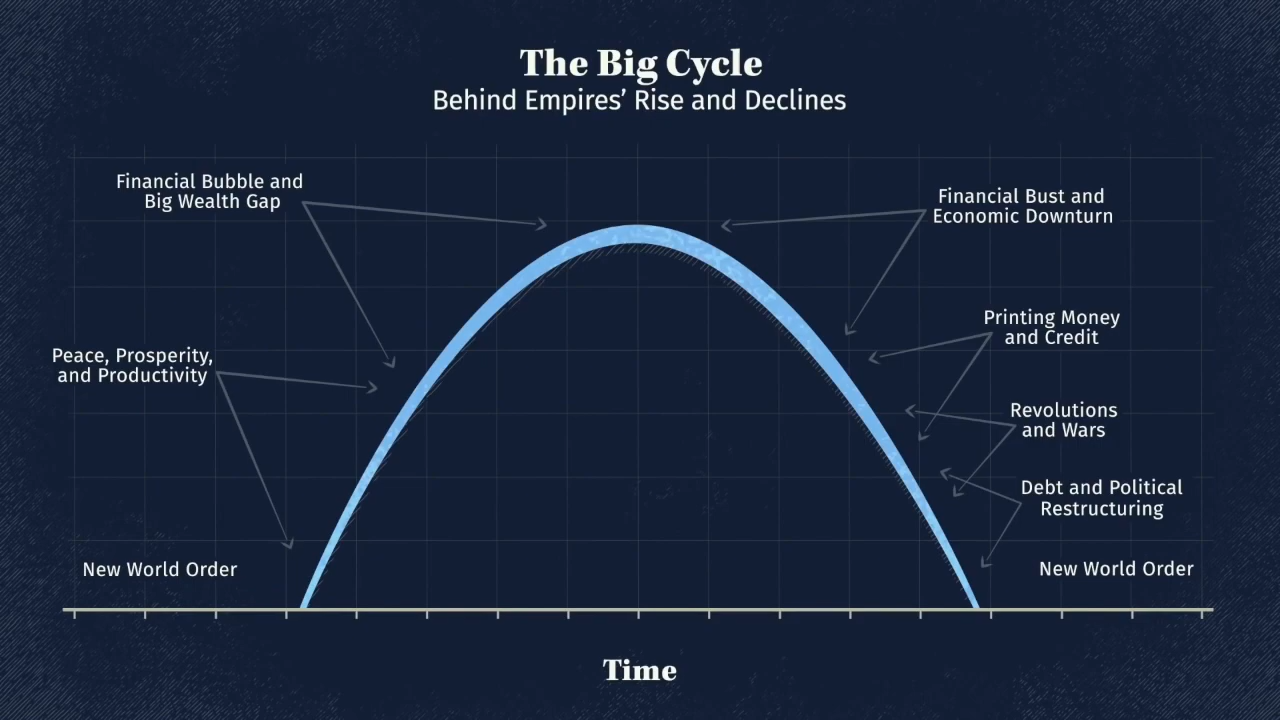 The Big Cycle
Behind Empires’ Rise and Declines
Financial Bubble and
Big Wealth Gap
Financial Bust and
Economic Downturn
Printing Money
and Credit
Peace, Prosperity,
and Productivity
Revolutions
and Wars
Debt and Political
Restructuring
New World Order
New World Order
Time